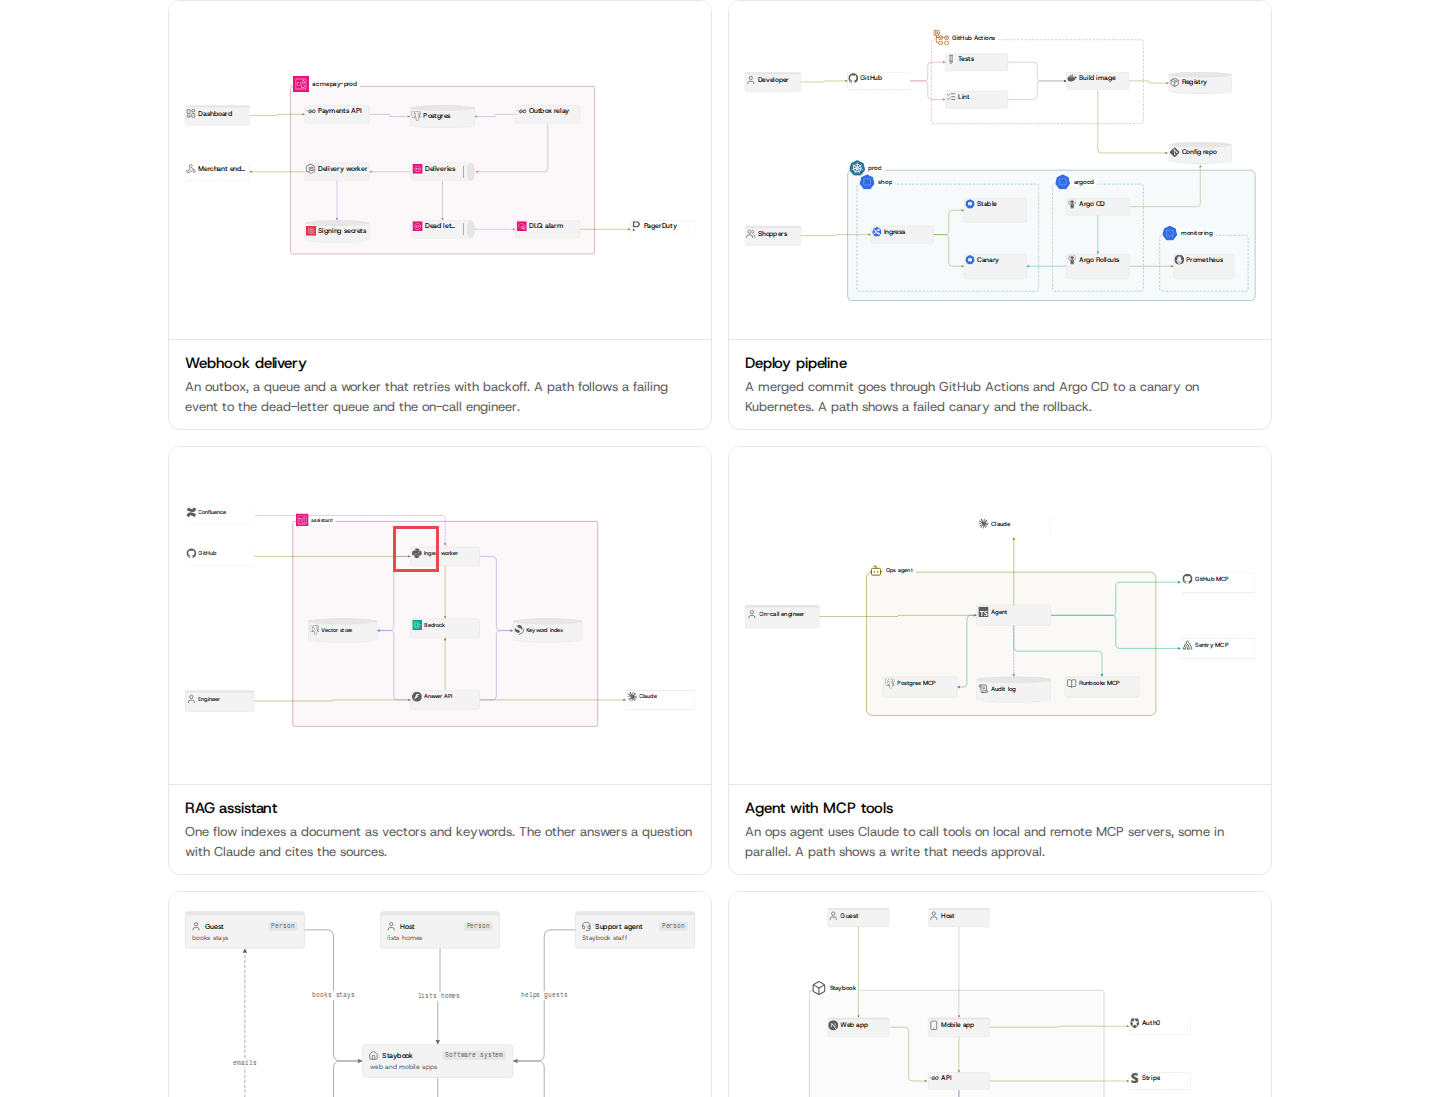 acmepay-prod
Dashboard
Payments API
Postgres
Outbox relay
Merchant end...
Delivery worker
Deliveries
Signing secrets
Dead let...
DLQ alarm
PagerDuty
Webhook delivery
An outbox, a queue and a worker that retries with backoff. A path follows a failing
event to the dead-letter queue and the on-call engineer.
GitHub Actions
Developer
GitHub
Tests
Lint
Build image
Registry
Config repo
prod
shop
argocd
Stable
Argo CD
Shoppers
Ingress
monitoring
Canary
Argo Rollouts
Prometheus
Deploy pipeline
A merged commit goes through GitHub Actions and Argo CD to a canary on
Kubernetes. A path shows a failed canary and the rollback.
Confluence
assistant
GitHub
worker
Vector store
Bedrock
Keyword index
Engineer
Answer API
Claude
RAG assistant
One flow indexes a document as vectors and keywords. The other answers a question
with Claude and cites the sources.
Claude
Ops agent
GitHub MCP
On-call engineer
Agent
Sentry MCP
Postgres MCP
Audit log
Runbooks MCP
Agent with MCP tools
An ops agent uses Claude to call tools on local and remote MCP servers, some in
parallel. A path shows a write that needs approval.
Guest
Person
books stays
Host
Person
lists homes
Support agent
Person
Staybook staff
books stays
lists homes
helps guests
emails
Staybook
Software system
web and mobile apps
Guest
Host
Staybook
Web app
Mobile app
Auth0
API
Stripe